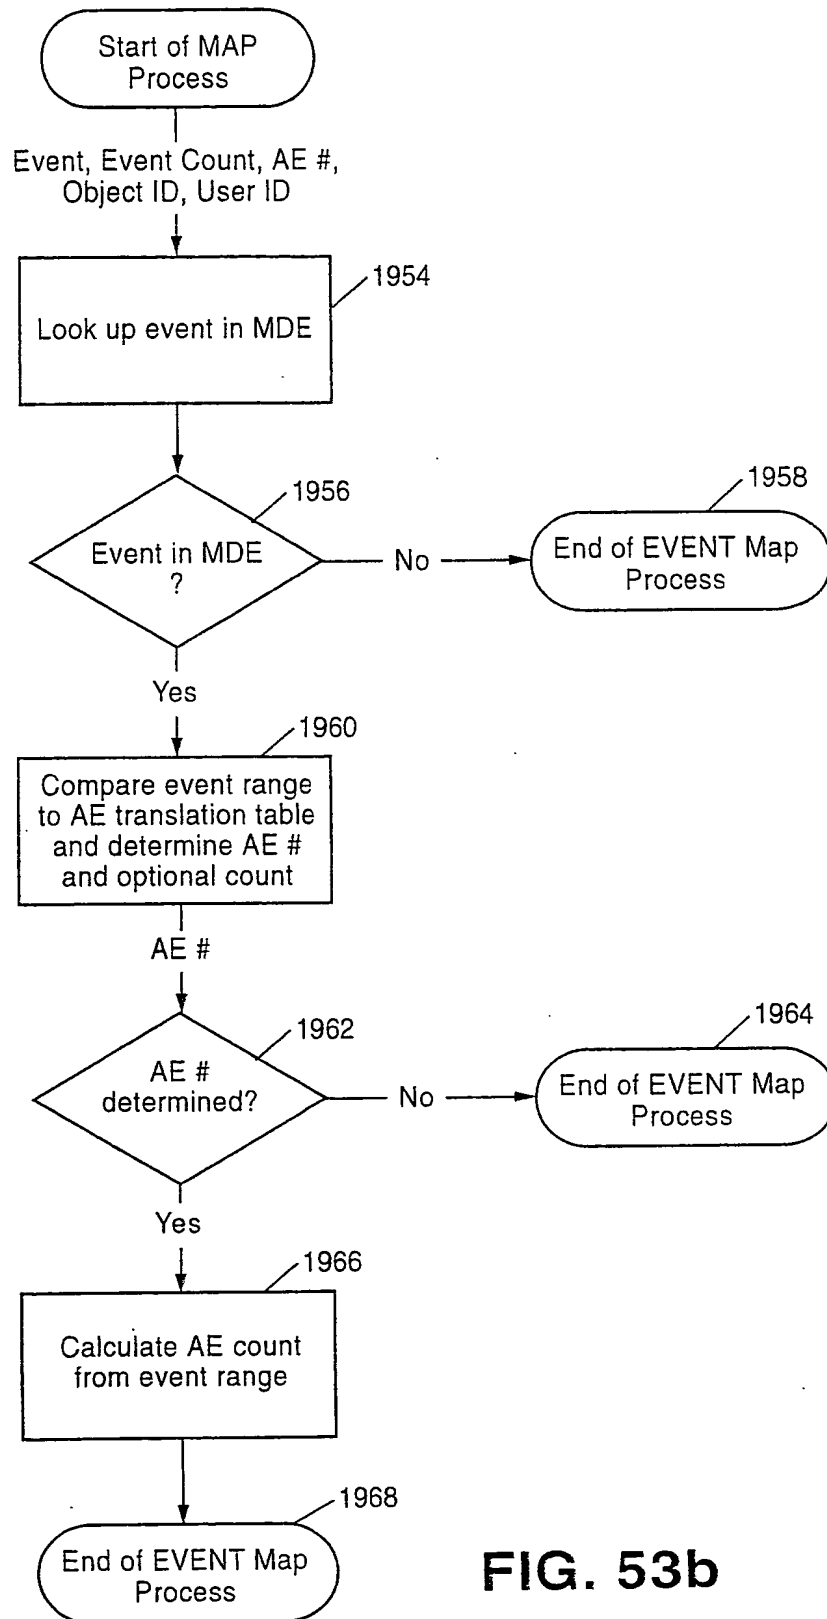 Start of MAP
Process
Event, Event Count, AE #,
Object ID, User ID
1954
Look up event in MDE
1956
Event in MDE
?
No
1958
End of EVENT Map
Process
Yes
1960
Compare event range
to AE translation table
and determine AE #
and optional count
AE #
1962
AE #
determined?
No
1964
End of EVENT Map
Process
Yes
1966
Calculate AE count
from event range
1968
End of EVENT Map
Process
FIG. 53b